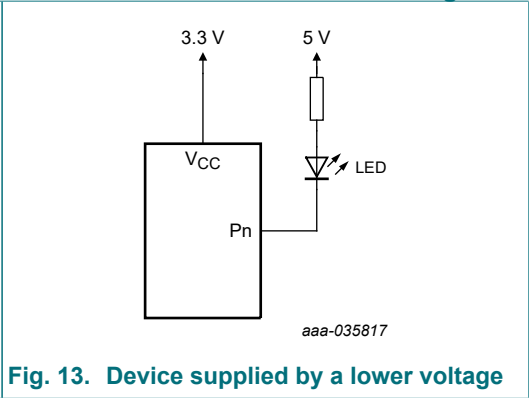 3.3 V
5 V
VCC
LED
Pn
aaa-035817
Fig. 13. Device supplied by a lower voltage